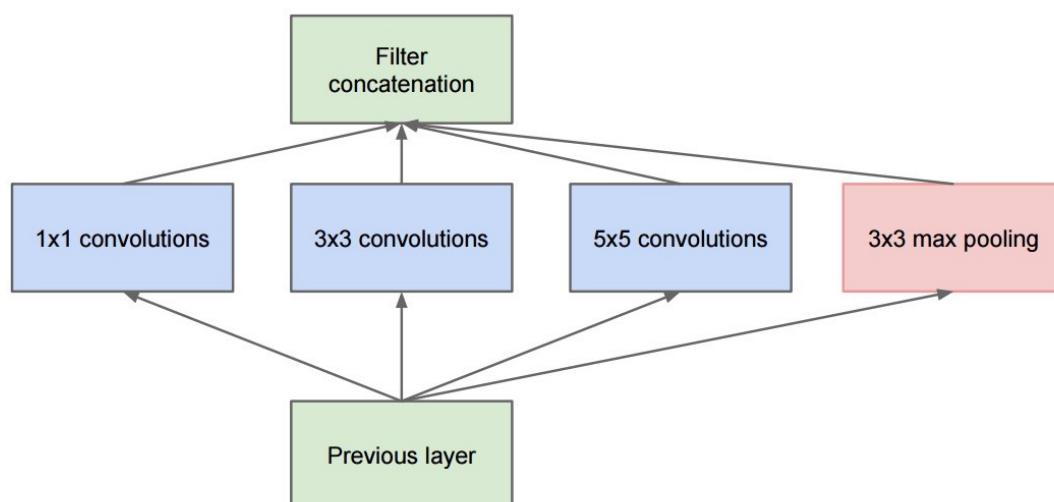 Filter
concatenation
1x1 convolutions
3x3 convolutions
5x5 convolutions
3x3 max pooling
Previous layer